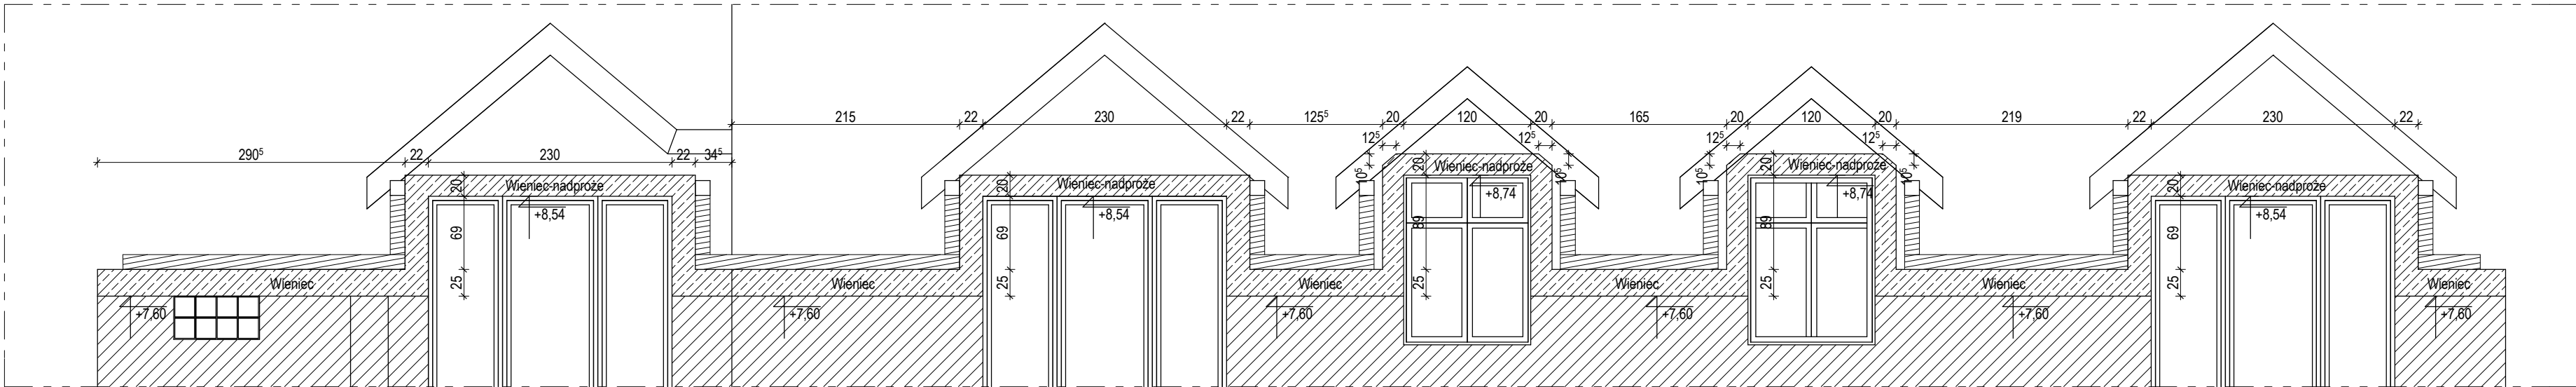 215 22 230 22 125⁵ 20 120 20 165 20 120 20 219 22 230 22
12⁵ 12⁵ 12⁵ 12⁵
290⁵ 22 230 22 34⁵
10⁵ 10⁵ 10⁵ 10⁵
20 Wieniec-nadproże 20 Wieniec-nadproże 20 Wieniec-nadproże 20 Wieniec-nadproże 20 Wieniec-nadproże
+8,54 +8,54 +8,74 +8,74 +8,54
69 69 89 89 69
25 25 25 25 25
Wieniec Wieniec Wieniec Wieniec Wieniec Wieniec
+7,60 +7,60 +7,60 +7,60 +7,60 +7,60